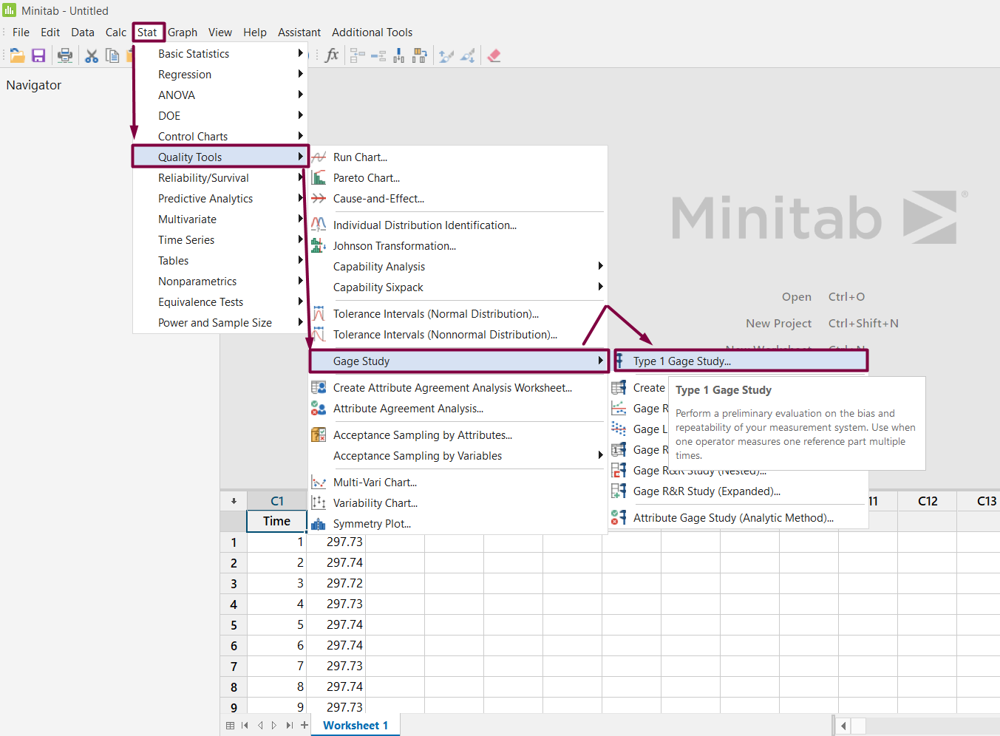 Minitab - Untitled
File Edit Data Calc Stat Graph View Help Assistant Additional Tools
fx
Navigator
Basic Statistics
Regression
ANOVA
DOE
Control Charts
Quality Tools
Reliability/Survival
Predictive Analytics
Multivariate
Time Series
Tables
Nonparametrics
Equivalence Tests
Power and Sample Size
Run Chart...
Pareto Chart...
Cause-and-Effect...
Individual Distribution Identification...
Johnson Transformation...
Capability Analysis
Capability Sixpack
Tolerance Intervals (Normal Distribution)...
Tolerance Intervals (Nonnormal Distribution)...
Gage Study
Create Attribute Agreement Analysis Worksheet...
Attribute Agreement Analysis...
Acceptance Sampling by Attributes...
Acceptance Sampling by Variables
Multi-Vari Chart...
Variability Chart...
Symmetry Plot...
Minitab ®
Open Ctrl+O
New Project Ctrl+Shift+N
New Worksheet Ctrl+N
Type 1 Gage Study...
Create
Gage R
Gage L
Gage R
Gage R&R Study (Nested)...
Gage R&R Study (Expanded)...
Attribute Gage Study (Analytic Method)...
Type 1 Gage Study
Perform a preliminary evaluation on the bias and
repeatability of your measurement system. Use when
one operator measures one reference part multiple
times.
C1 11 C12 C13
Time
1 1 297.73
2 2 297.74
3 3 297.72
4 4 297.73
5 5 297.74
6 6 297.74
7 7 297.73
8 8 297.74
9 9 297.73
Worksheet 1